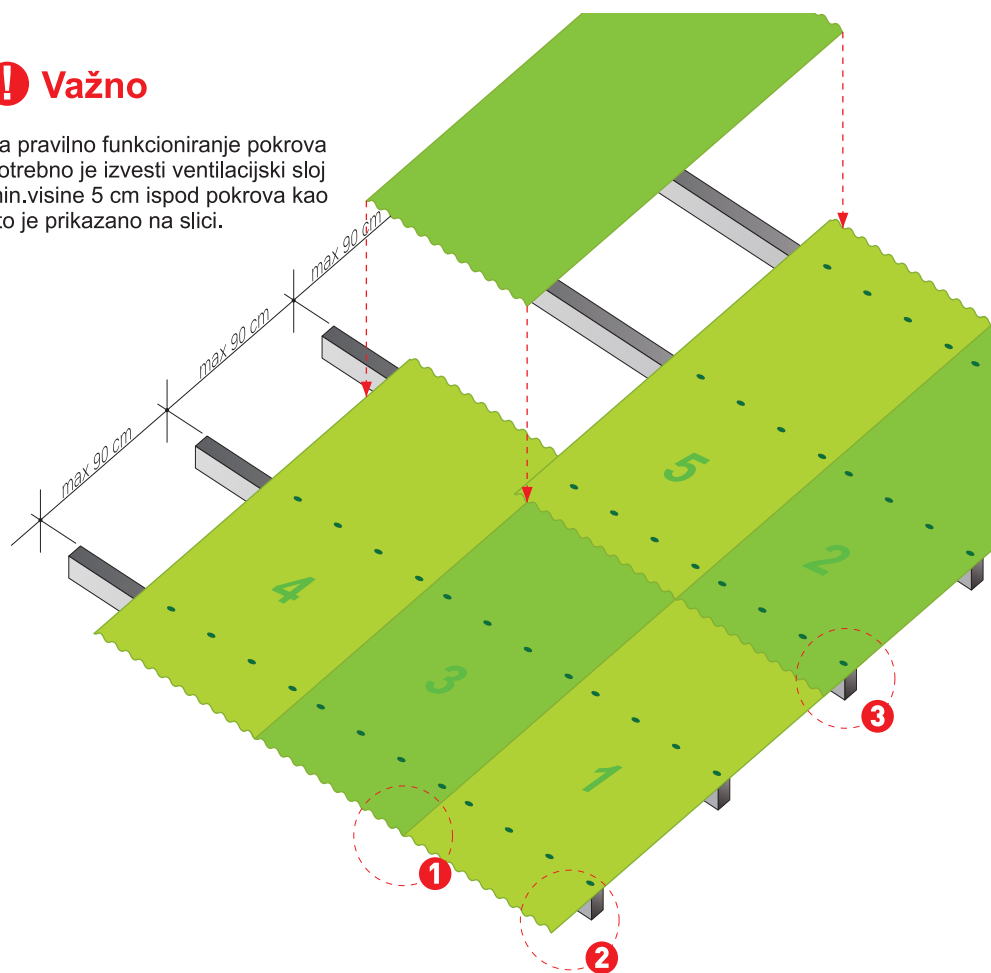 ! Važno
a pravilno funkcioniranje pokrova
otrebno je izvesti ventilacijski sloj
min.visine 5 cm ispod pokrova kao
to je prikazano na slici.
max 90 cm
max 90 cm
max 90 cm
5
2
4
3
1
3
1
2